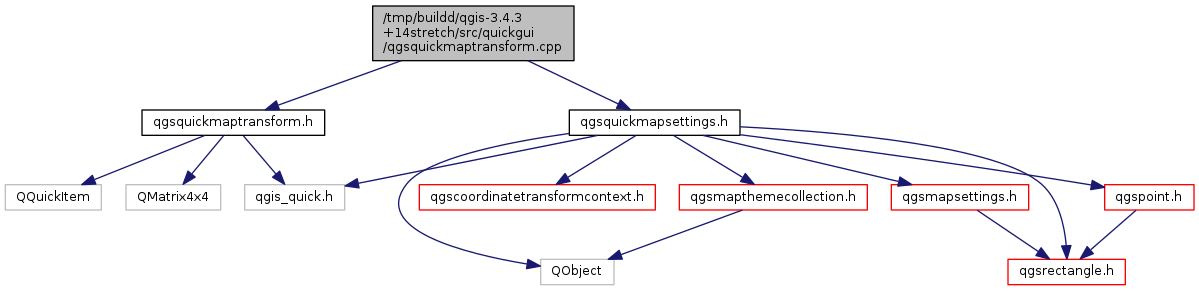 /tmp/buildd/qgis-3.4.3
+14stretch/src/quickgui
/qgsquickmaptransform.cpp
qgsquickmaptransform.h
qgsquickmapsettings.h
QQuickItem
QMatrix4x4
qgis_quick.h
qgscoordinatetransformcontext.h
qgsmapthemecollection.h
qgsmapsettings.h
qgspoint.h
QObject
qgsrectangle.h